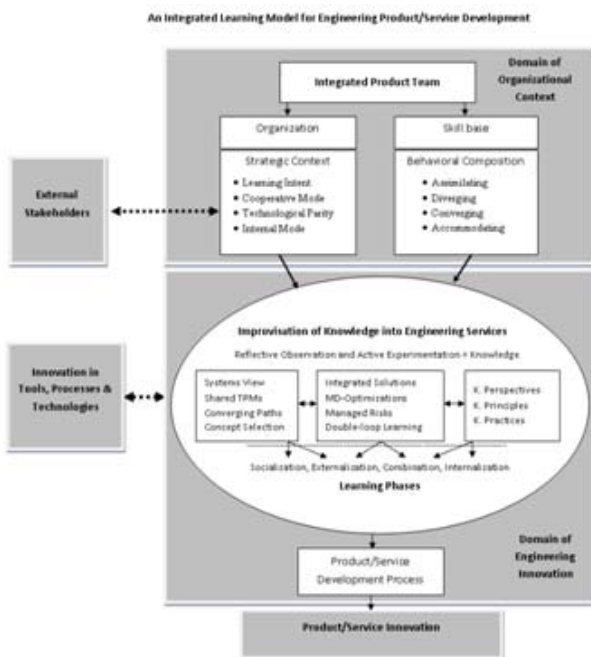 An Integrated Learning Model for Engineering Product/Service Development
Domain of
Organizational
Context
Integrated Product Team
Organization
Skill base
Strategic Context
• Learning Intent
• Cooperative Mode
• Technological Parity
• Internal Mode
Behavioral Composition
• Assimilating
• Diverging
• Converging
• Accommodating
External
Stakeholders
Improvisation of Knowledge into Engineering Services
Reflective Observation and Active Experimentation = Knowledge
Innovation in
Tools, Processes &
Technologies
Systems View
Shared TPMs
Converging Paths
Concept Selection
Integrated Solutions
MD-Optimizations
Managed Risks
Double-loop Learning
K. Perspectives
K. Principles
K. Practices
Socialization, Externalization, Combination, Internalization
Learning Phases
Product/Service
Development Process
Domain of
Engineering
Innovation
Product/Service Innovation